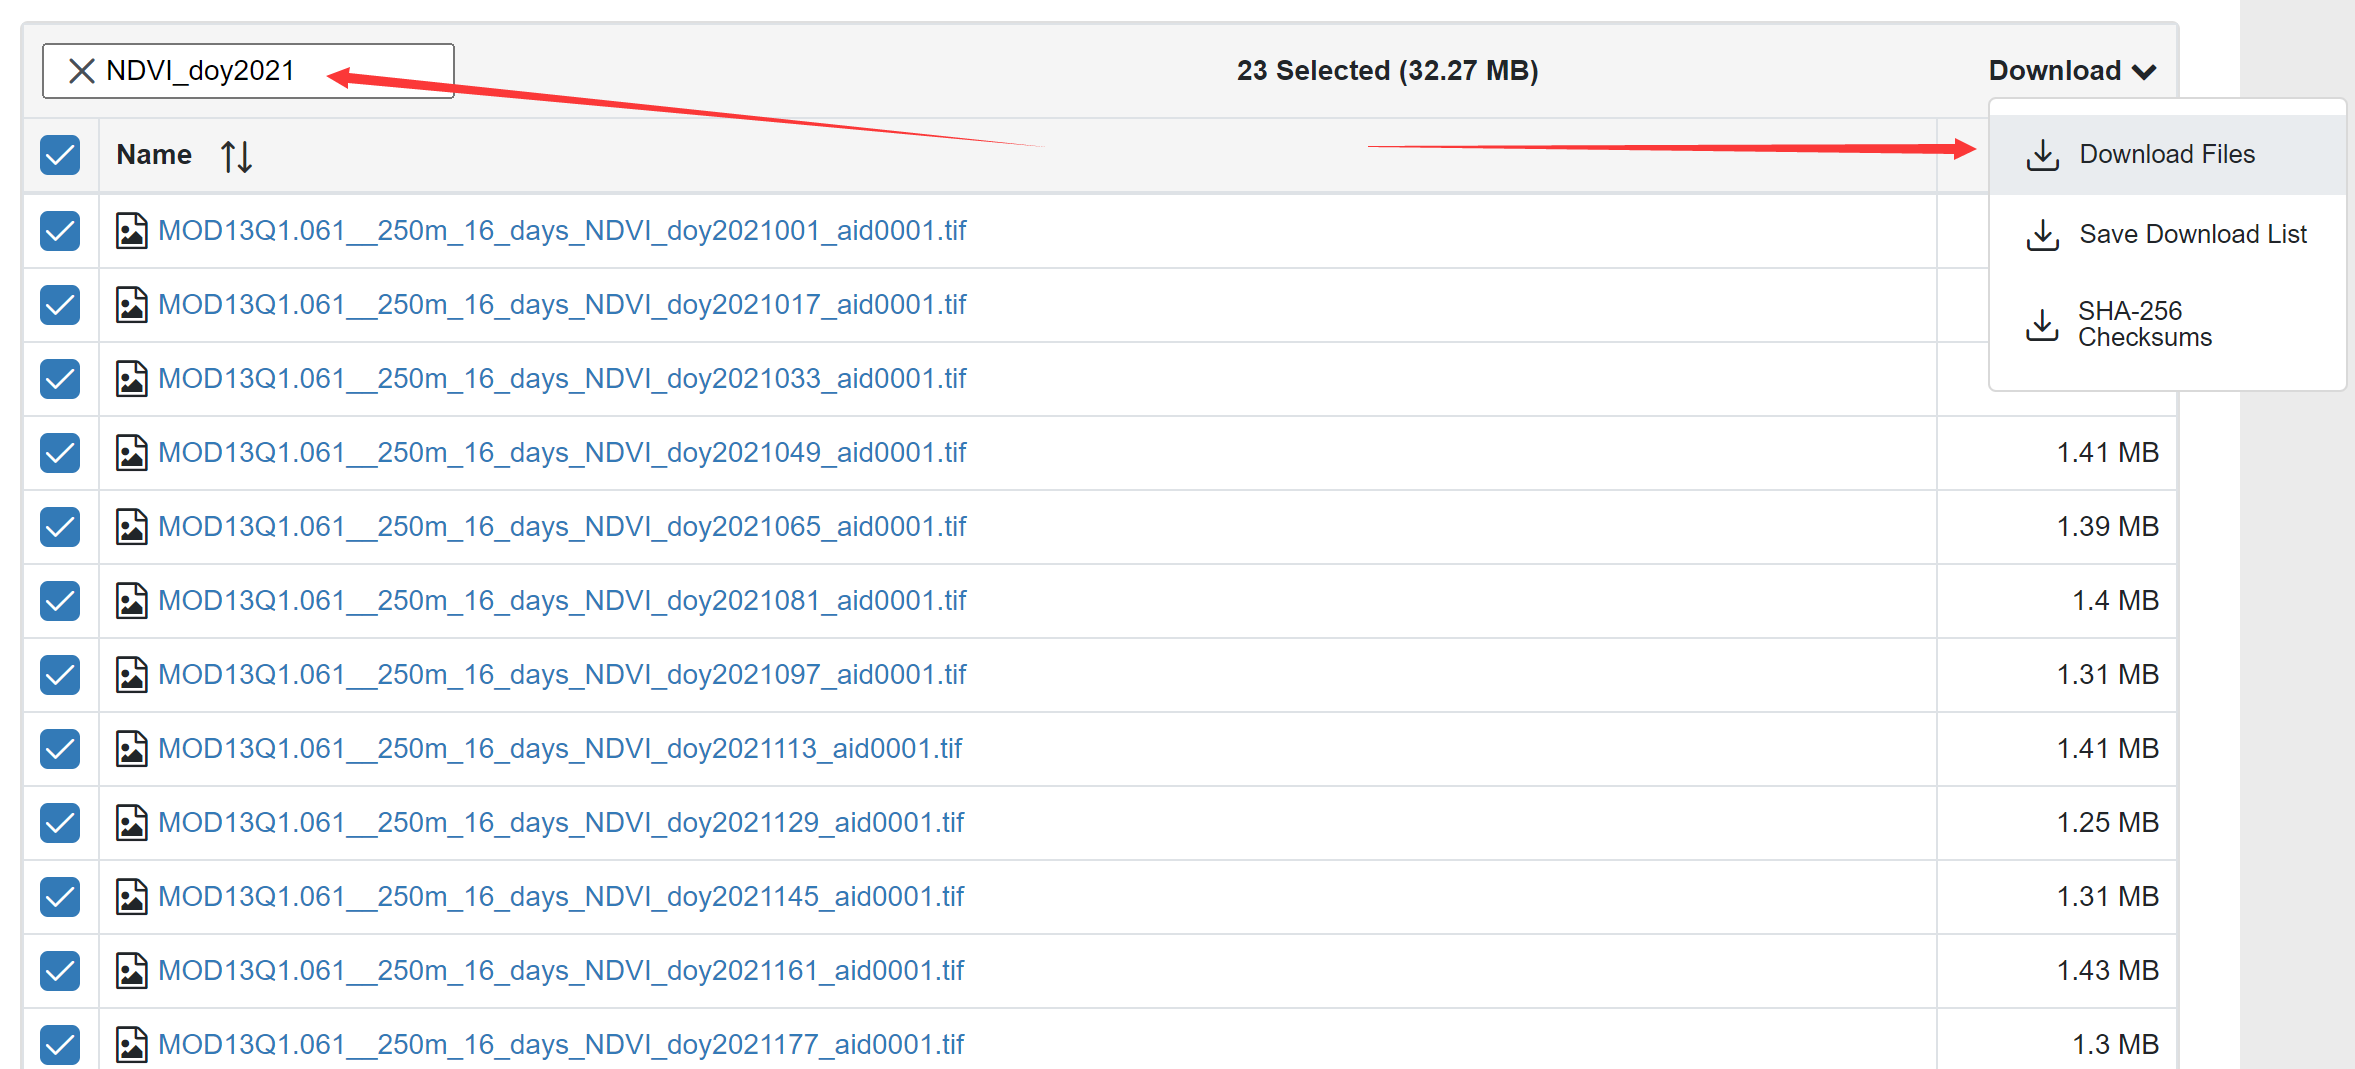 NDVI_doy2021
23 Selected (32.27 MB)
Download
Name
Download Files
Save Download List
SHA-256
Checksums
MOD13Q1.061__250m_16_days_NDVI_doy2021001_aid0001.tif
MOD13Q1.061__250m_16_days_NDVI_doy2021017_aid0001.tif
MOD13Q1.061__250m_16_days_NDVI_doy2021033_aid0001.tif
MOD13Q1.061__250m_16_days_NDVI_doy2021049_aid0001.tif 1.41 MB
MOD13Q1.061__250m_16_days_NDVI_doy2021065_aid0001.tif 1.39 MB
MOD13Q1.061__250m_16_days_NDVI_doy2021081_aid0001.tif 1.4 MB
MOD13Q1.061__250m_16_days_NDVI_doy2021097_aid0001.tif 1.31 MB
MOD13Q1.061__250m_16_days_NDVI_doy2021113_aid0001.tif 1.41 MB
MOD13Q1.061__250m_16_days_NDVI_doy2021129_aid0001.tif 1.25 MB
MOD13Q1.061__250m_16_days_NDVI_doy2021145_aid0001.tif 1.31 MB
MOD13Q1.061__250m_16_days_NDVI_doy2021161_aid0001.tif 1.43 MB
MOD13Q1.061__250m_16_days_NDVI_doy2021177_aid0001.tif 1.3 MB